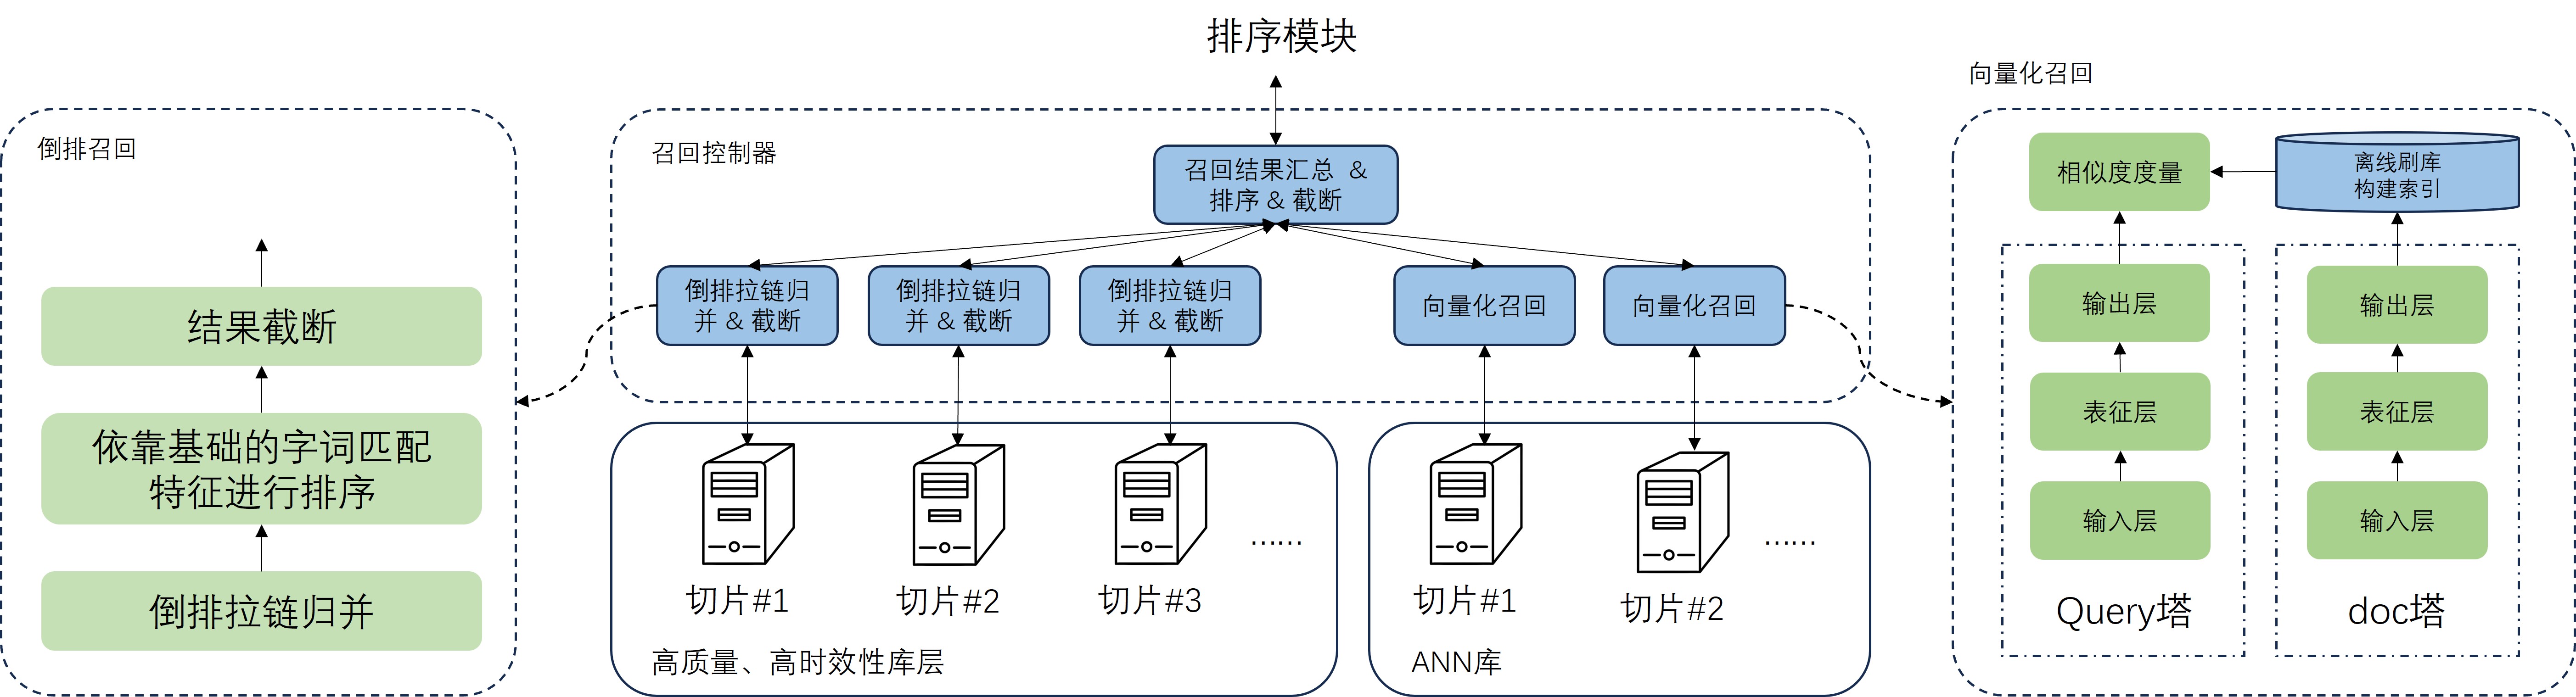 排序模块
倒排召回
结果截断
依靠基础的字词匹配
特征进行排序
倒排拉链归并
召回控制器
召回结果汇总 &
排序 & 截断
倒排拉链归
并 & 截断
倒排拉链归
并 & 截断
倒排拉链归
并 & 截断
向量化召回
向量化召回
切片#1
切片#2
切片#3
……
高质量、高时效性库层
切片#1
切片#2
……
ANN库
向量化召回
相似度度量
离线刷库
构建索引
输出层
表征层
输入层
Query塔
输出层
表征层
输入层
doc塔